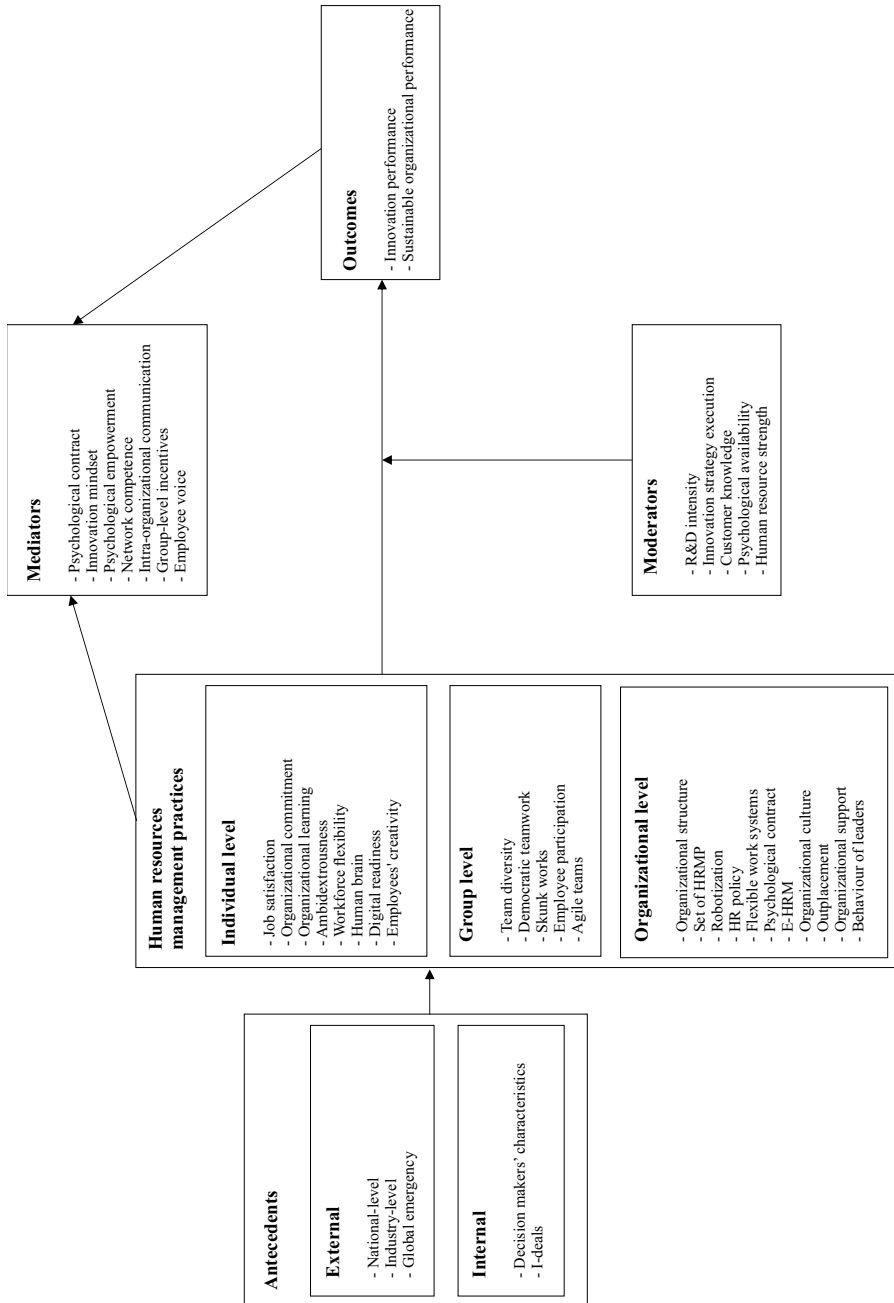 Antecedents
External
- National-level
- Industry-level
- Global emergency
Internal
- Decision makers’ characteristics
- I-deals
Human resources
management practices
Individual level
- Job satisfaction
- Organizational commitment
- Organizational learning
- Ambidextrousness
- Workforce flexibility
- Human brain
- Digital readiness
- Employees' creativity
Group level
- Team diversity
- Democratic teamwork
- Skunk works
- Employee participation
- Agile teams
Organizational level
- Organizational structure
- Set of HRMP
- Robotization
- HR policy
- Flexible work systems
- Psychological contract
- E-HRM
- Organizational culture
- Outplacement
- Organizational support
- Behaviour of leaders
Mediators
- Psychological contract
- Innovation mindset
- Psychological empowerment
- Network competence
- Intra-organizational communication
- Group-level incentives
- Employee voice
Moderators
- R&D intensity
- Innovation strategy execution
- Customer knowledge
- Psychological availability
- Human resource strength
Outcomes
- Innovation performance
- Sustainable organizational performance